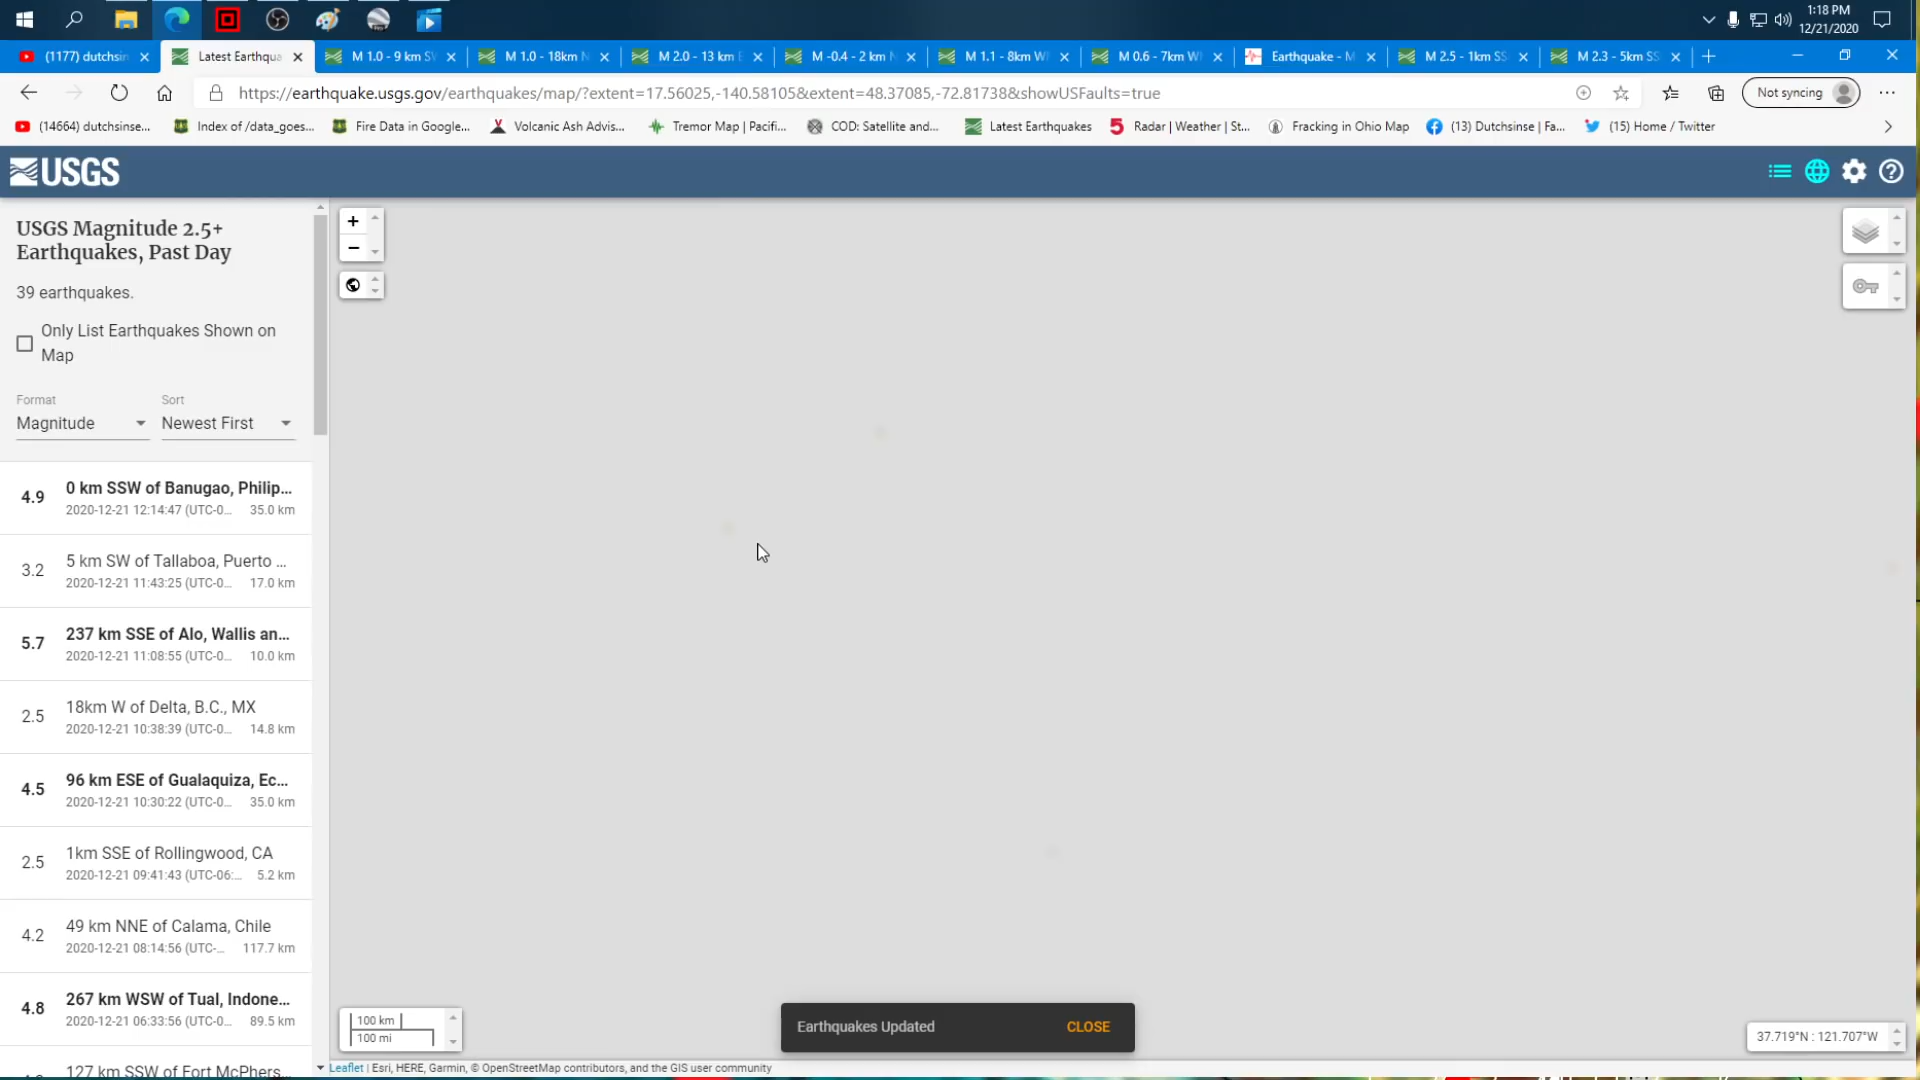 1:18 PM
12/21/2020
(1177) dutchsin
Latest Earthqua
M 1.0 - 9 km SV
M 1.0 - 18km N
M 2.0 - 13 km E
M -0.4 - 2 km N
M 1.1 - 8km WI
M 0.6 - 7km WI
Earthquake - M
M 2.5 - 1km SS
M 2.3 - 5km SS
https://earthquake.usgs.gov/earthquakes/map/?extent=17.56025,-140.58105&extent=48.37085,-72.81738&showUSFaults=true
Not syncing
(14664) dutchsinse...
Index of /data_goes...
Fire Data in Google...
Volcanic Ash Advis...
Tremor Map | Pacifi...
COD: Satellite and...
Latest Earthquakes
5 Radar | Weather | St...
Fracking in Ohio Map
(13) Dutchsinse | Fa...
(15) Home / Twitter
USGS
USGS Magnitude 2.5+
Earthquakes, Past Day
39 earthquakes.
Only List Earthquakes Shown on
Map
Format
Sort
Magnitude
Newest First
4.9
0 km SSW of Banugao, Philip...
2020-12-21 12:14:47 (UTC-0... 35.0 km
3.2
5 km SW of Tallaboa, Puerto ...
2020-12-21 11:43:25 (UTC-0... 17.0 km
5.7
237 km SSE of Alo, Wallis an...
2020-12-21 11:08:55 (UTC-0... 10.0 km
2.5
18km W of Delta, B.C., MX
2020-12-21 10:38:39 (UTC-0... 14.8 km
4.5
96 km ESE of Gualaquiza, Ec...
2020-12-21 10:30:22 (UTC-0... 35.0 km
2.5
1km SSE of Rollingwood, CA
2020-12-21 09:41:43 (UTC-06:... 5.2 km
4.2
49 km NNE of Calama, Chile
2020-12-21 08:14:56 (UTC-... 117.7 km
4.8
267 km WSW of Tual, Indone...
2020-12-21 06:33:56 (UTC-0... 89.5 km
127 km SSW of Fort McPhers...
+
−
100 km
100 mi
Earthquakes Updated
CLOSE
37.719°N : 121.707°W
Leaflet | Esri, HERE, Garmin, © OpenStreetMap contributors, and the GIS user community